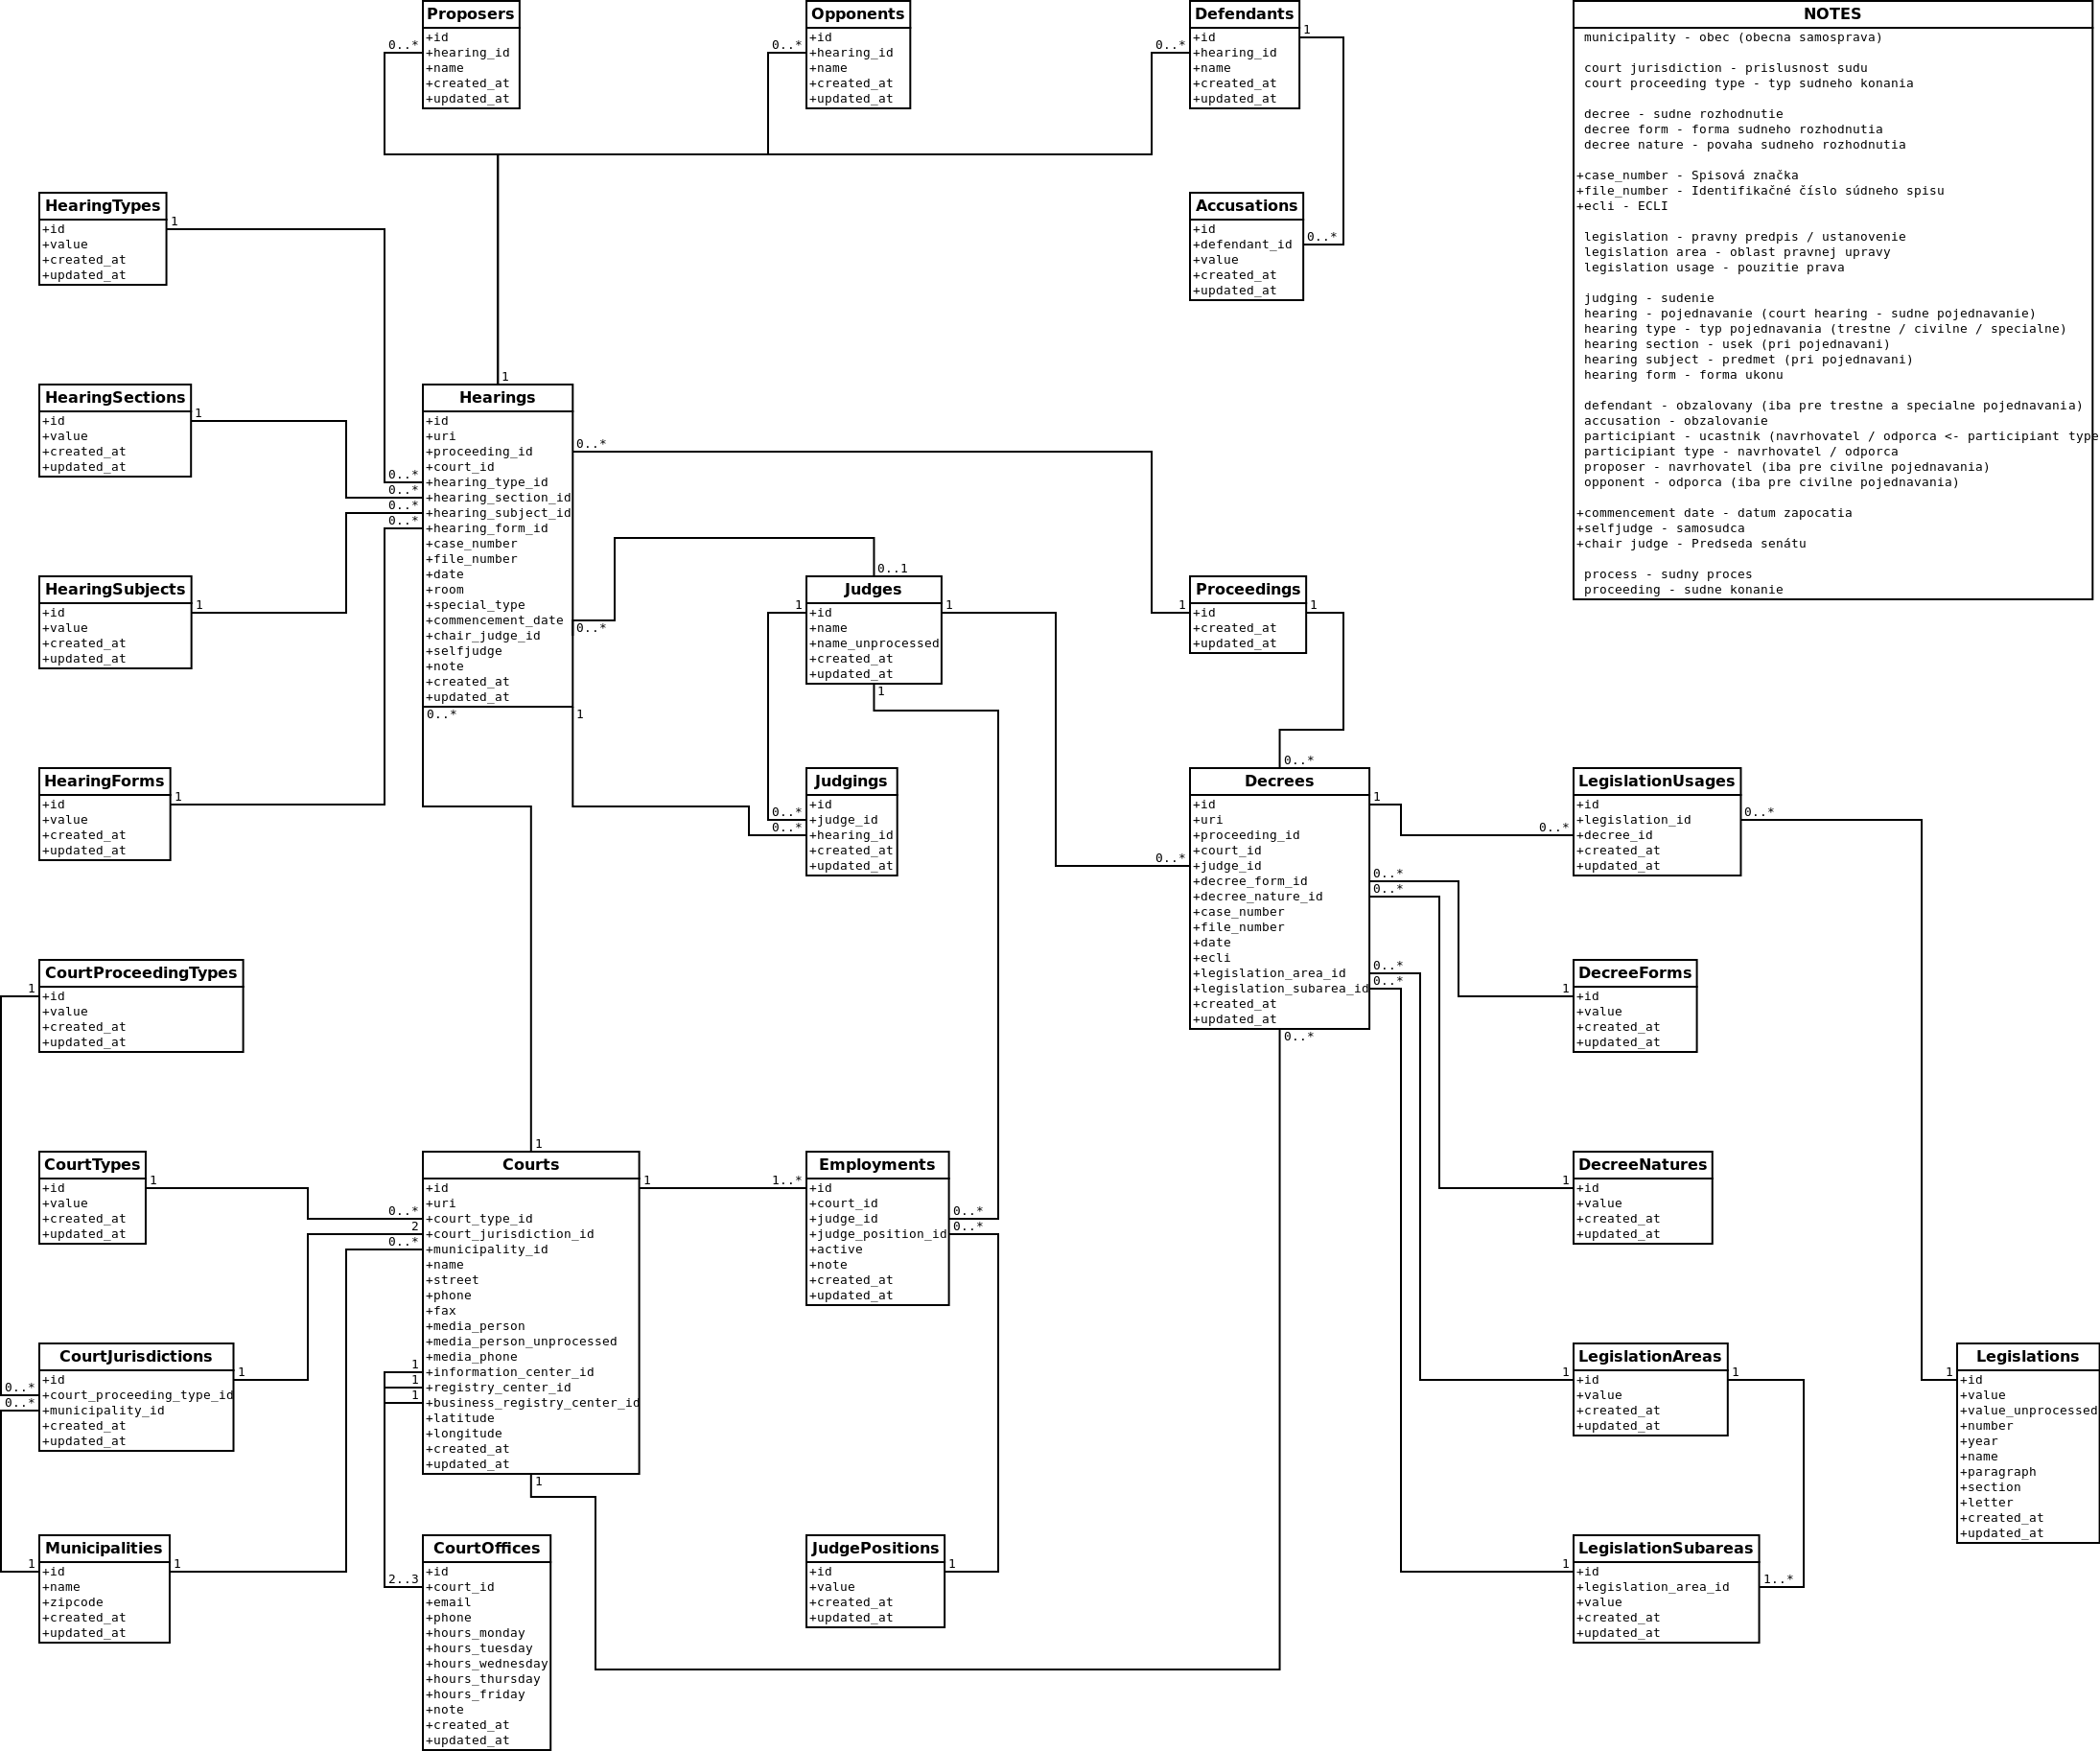 Proposers
+id
+hearing_id
+name
+created_at
+updated_at
0..*
Opponents
+id
+hearing_id
+name
+created_at
+updated_at
0..*
Defendants
+id
+hearing_id
+name
+created_at
+updated_at
0..*
1
NOTES
municipality - obec (obecna samosprava)
court jurisdiction - prislusnost sudu
court proceeding type - typ sudneho konania
decree - sudne rozhodnutie
decree form - forma sudneho rozhodnutia
decree nature - povaha sudneho rozhodnutia
+case_number - Spisová značka
+file_number - Identifikačné číslo súdneho spisu
+ecli - ECLI
legislation - pravny predpis / ustanovenie
legislation area - oblast pravnej upravy
legislation usage - pouzitie prava
judging - sudenie
hearing - pojednavanie (court hearing - sudne pojednavanie)
hearing type - typ pojednavania (trestne / civilne / specialne)
hearing section - usek (pri pojednavani)
hearing subject - predmet (pri pojednavani)
hearing form - forma ukonu
defendant - obzalovany (iba pre trestne a specialne pojednavania)
accusation - obzalovanie
participiant - ucastnik (navrhovatel / odporca <- participiant type
participiant type - navrhovatel / odporca
proposer - navrhovatel (iba pre civilne pojednavania)
opponent - odporca (iba pre civilne pojednavania)
+commencement date - datum zapocatia
+selfjudge - samosudca
+chair judge - Predseda senátu
process - sudny proces
proceeding - sudne konanie
HearingTypes
+id
+value
+created_at
+updated_at
1
Accusations
+id
+defendant_id
+value
+created_at
+updated_at
0..*
HearingSections
+id
+value
+created_at
+updated_at
1
1
Hearings
+id
+uri
+proceeding_id
+court_id
+hearing_type_id
+hearing_section_id
+hearing_subject_id
+hearing_form_id
+case_number
+file_number
+date
+room
+special_type
+commencement_date
+chair_judge_id
+selfjudge
+note
+created_at
+updated_at
0..*
0..*
0..*
0..*
0..*
0..*
0..*
1
HearingSubjects
+id
+value
+created_at
+updated_at
1
0..1
Judges
+id
+name
+name_unprocessed
+created_at
+updated_at
1
1
1
Proceedings
+id
+created_at
+updated_at
1
1
HearingForms
+id
+value
+created_at
+updated_at
1
Judgings
+id
+judge_id
+hearing_id
+created_at
+updated_at
0..*
0..*
0..*
Decrees
+id
+uri
+proceeding_id
+court_id
+judge_id
+decree_form_id
+decree_nature_id
+case_number
+file_number
+date
+ecli
+legislation_area_id
+legislation_subarea_id
+created_at
+updated_at
0..*
1
0..*
0..*
0..*
0..*
0..*
LegislationUsages
+id
+legislation_id
+decree_id
+created_at
+updated_at
0..*
0..*
CourtProceedingTypes
+id
+value
+created_at
+updated_at
1
DecreeForms
+id
+value
+created_at
+updated_at
1
CourtTypes
+id
+value
+created_at
+updated_at
1
1
Courts
+id
+uri
+court_type_id
+court_jurisdiction_id
+municipality_id
+name
+street
+phone
+fax
+media_person
+media_person_unprocessed
+media_phone
+information_center_id
+registry_center_id
+business_registry_center_id
+latitude
+longitude
+created_at
+updated_at
0..*
2
0..*
1
1
1
1
1
Employments
+id
+court_id
+judge_id
+judge_position_id
+active
+note
+created_at
+updated_at
1..*
0..*
0..*
DecreeNatures
+id
+value
+created_at
+updated_at
1
CourtJurisdictions
+id
+court_proceeding_type_id
+municipality_id
+created_at
+updated_at
1
0..*
0..*
LegislationAreas
+id
+value
+created_at
+updated_at
1
1
Legislations
+id
+value
+value_unprocessed
+number
+year
+name
+paragraph
+section
+letter
+created_at
+updated_at
1
Municipalities
+id
+name
+zipcode
+created_at
+updated_at
1
1
CourtOffices
+id
+court_id
+email
+phone
+hours_monday
+hours_tuesday
+hours_wednesday
+hours_thursday
+hours_friday
+note
+created_at
+updated_at
2..3
JudgePositions
+id
+value
+created_at
+updated_at
1
LegislationSubareas
+id
+legislation_area_id
+value
+created_at
+updated_at
1
1..*